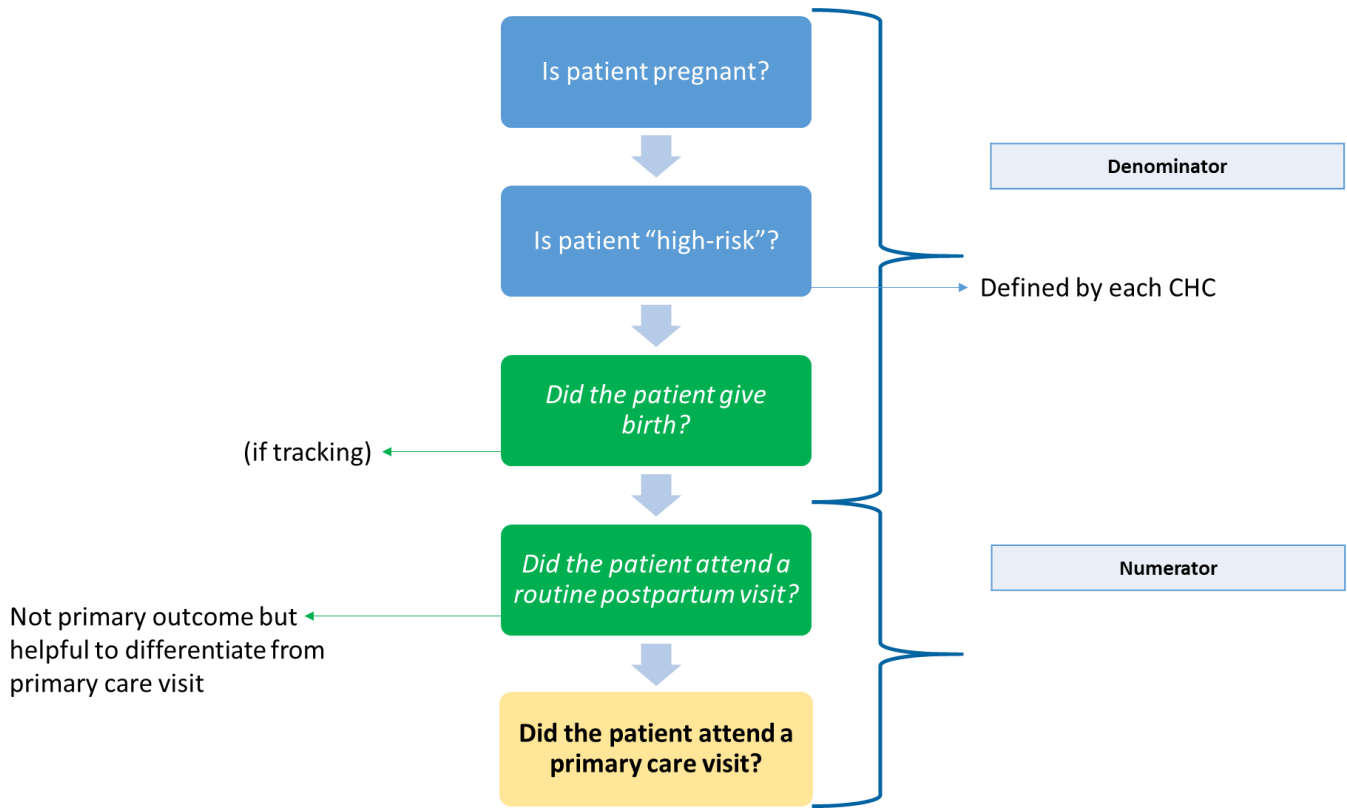 Is patient pregnant?
Denominator
Is patient “high-risk”?
Defined by each CHC
Did the patient give
birth?
(if tracking)
Did the patient attend a
routine postpartum visit?
Numerator
Not primary outcome but
helpful to differentiate from
primary care visit
Did the patient attend a
primary care visit?